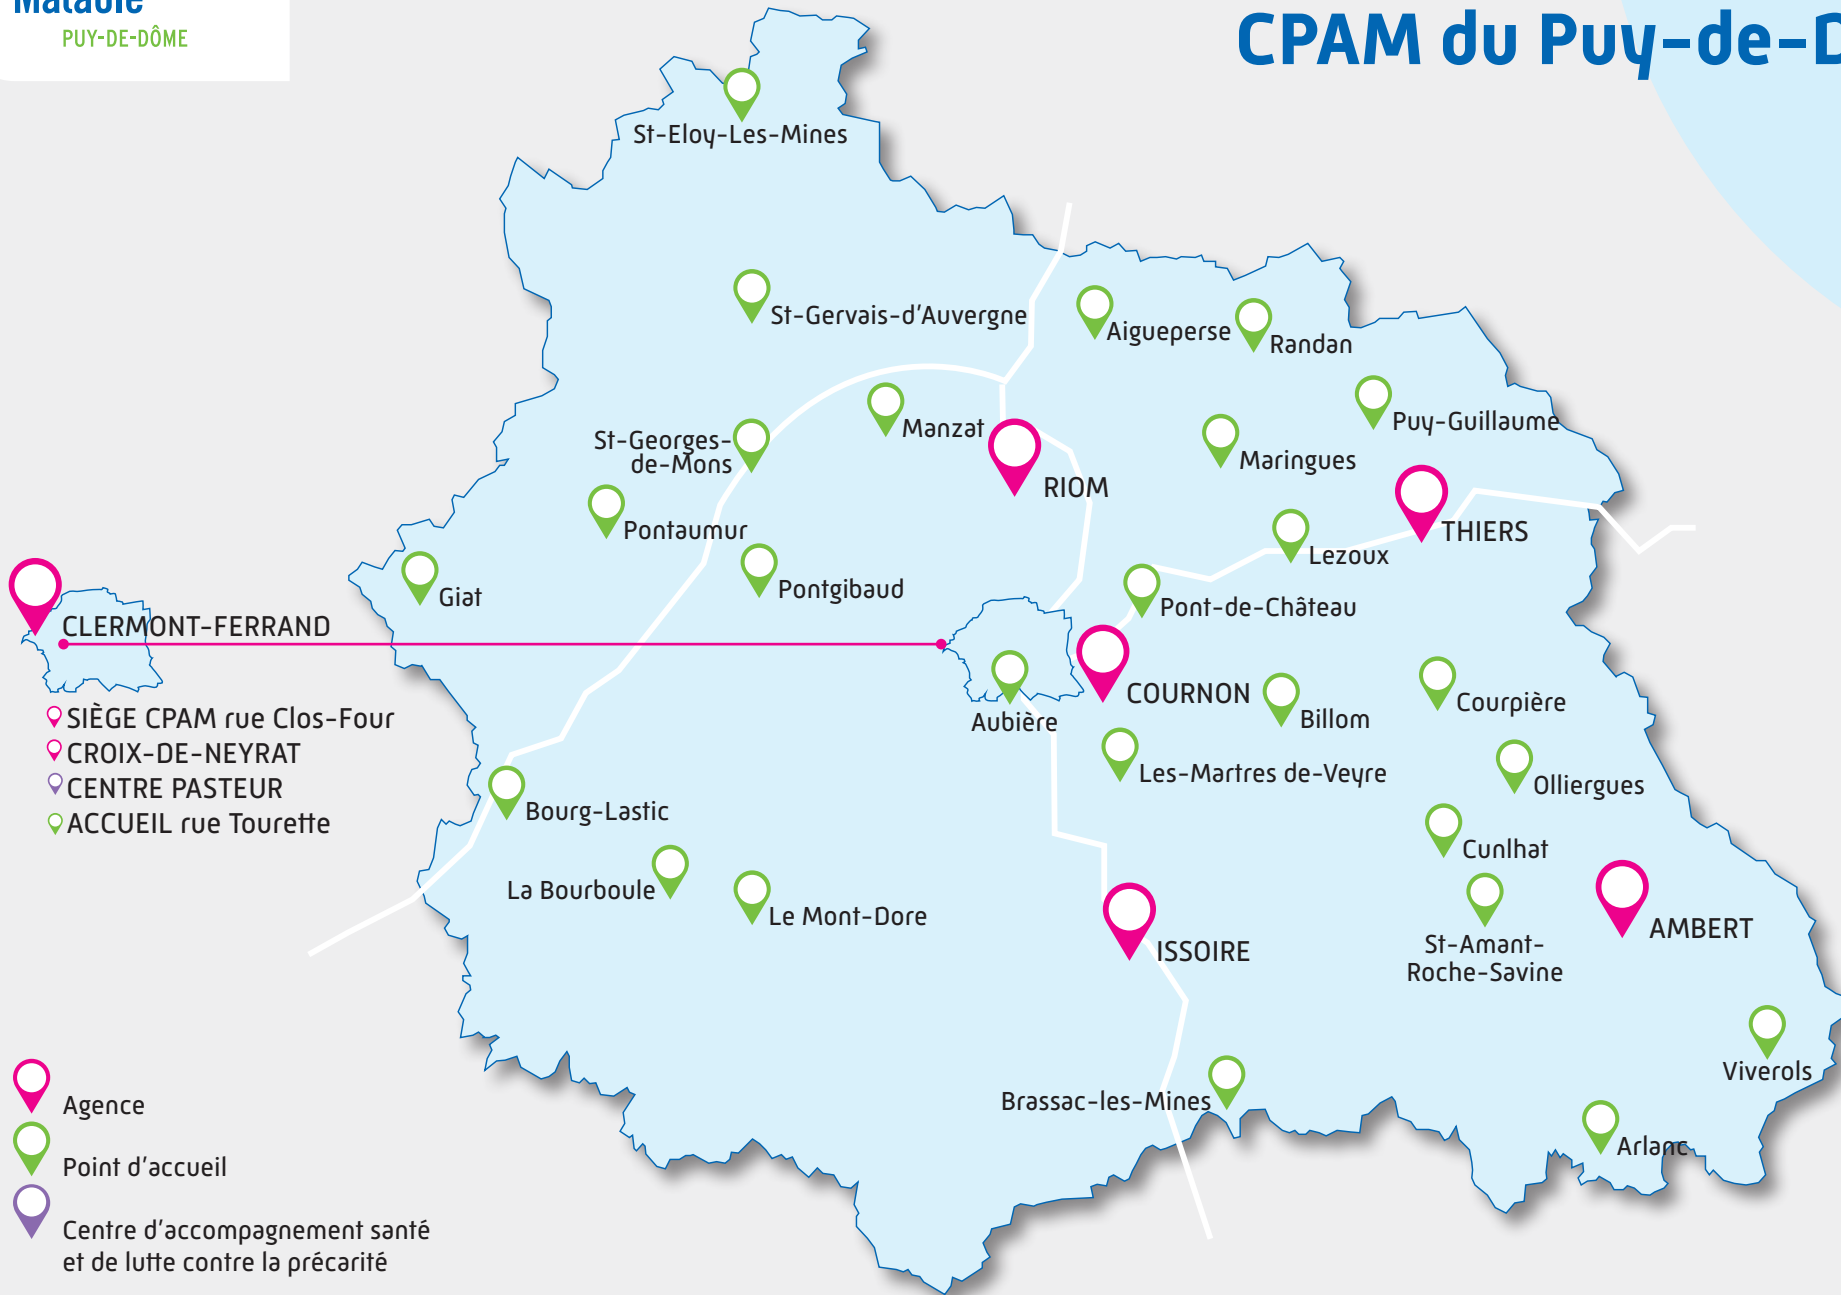 PUY-DE-DÔME
CPAM du Puy-de-D
St-Eloy-Les-Mines
St-Gervais-d'Auvergne
Aigueperse
Randan
Manzat
Puy-Guillaume
St-Georges-
de-Mons
Maringues
RIOM
Pontaumur
THIERS
Lezoux
Giat
Pontgibaud
Pont-de-Château
CLERMONT-FERRAND
COURNON
Aubière
Billom
Courpière
SIÈGE CPAM rue Clos-Four
CROIX-DE-NEYRAT
CENTRE PASTEUR
ACCUEIL rue Tourette
Les-Martres de-Veyre
Olliergues
Bourg-Lastic
Cunlhat
La Bourboule
Le Mont-Dore
AMBERT
ISSOIRE
St-Amant-
Roche-Savine
Viverols
Brassac-les-Mines
Arlanc
Agence
Point d'accueil
Centre d'accompagnement santé
et de lutte contre la précarité